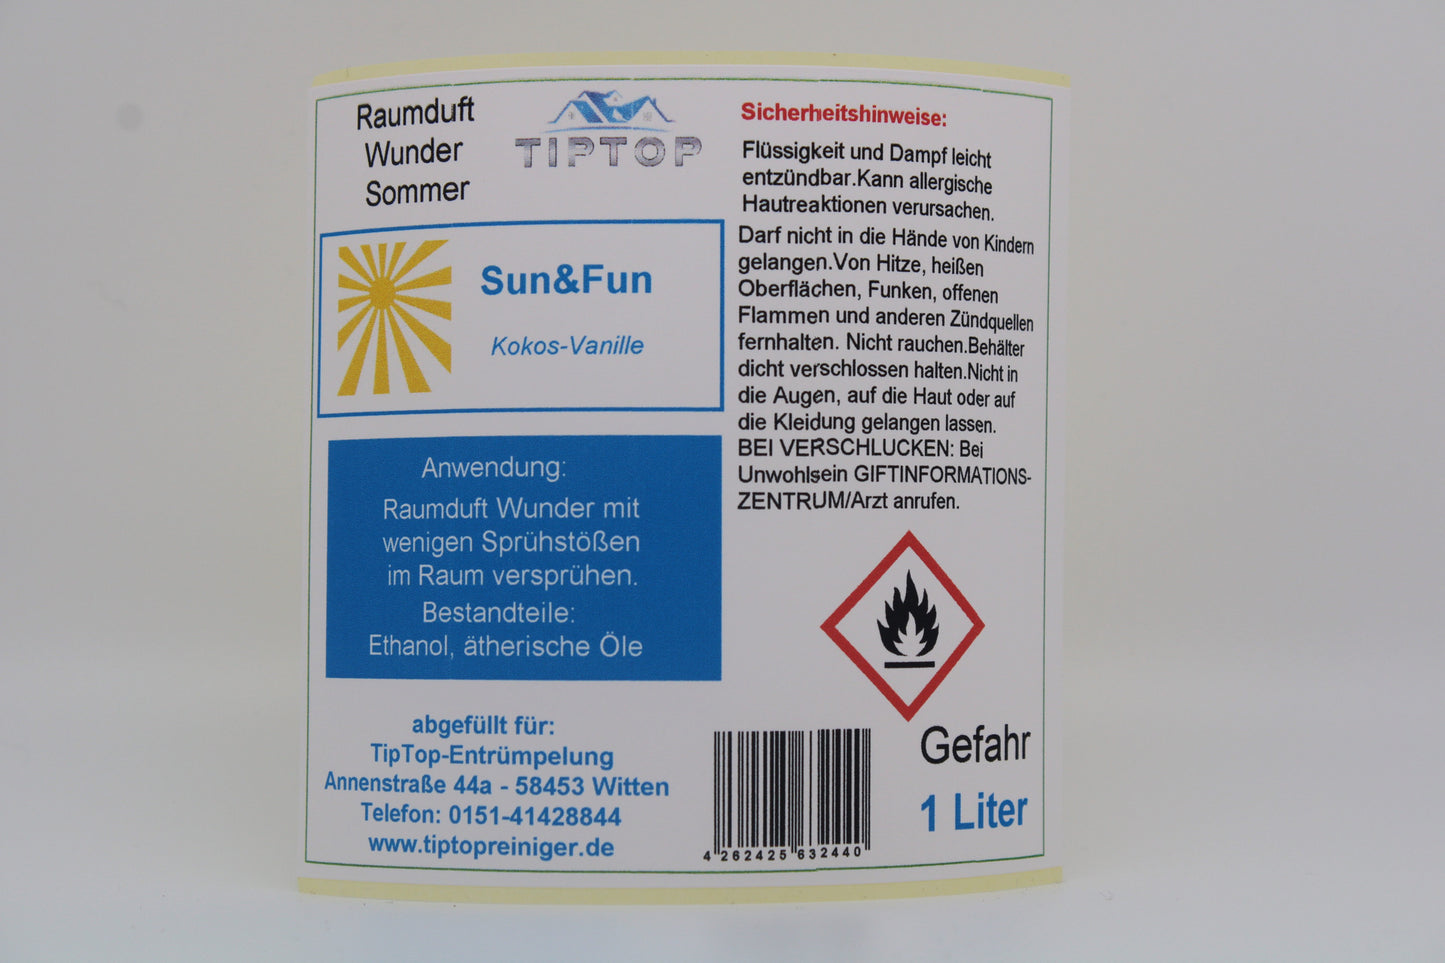 Raumduft
Wunder
Sommer
TIPTOP
Sun&Fun
Kokos-Vanille
Anwendung:
Raumduft Wunder mit
wenigen Sprühstößen
im Raum versprühen.
Bestandteile:
Ethanol, ätherische Öle
abgefüllt für:
TipTop-Entrümpelung
Annenstraße 44a - 58453 Witten
Telefon: 0151-41428844
www.tiptopreiniger.de
Sicherheitshinweise:
Flüssigkeit und Dampf leicht
entzündbar.Kann allergische
Hautreaktionen verursachen.
Darf nicht in die Hände von Kindern
gelangen.Von Hitze, heißen
Oberflächen, Funken, offenen
Flammen und anderen Zündquellen
fernhalten. Nicht rauchen.Behälter
dicht verschlossen halten.Nicht in
die Augen, auf die Haut oder auf
die Kleidung gelangen lassen.
BEI VERSCHLUCKEN: Bei
Unwohlsein GIFTINFORMATIONS-
ZENTRUM/Arzt anrufen.
Gefahr
1 Liter
4 262425 632440